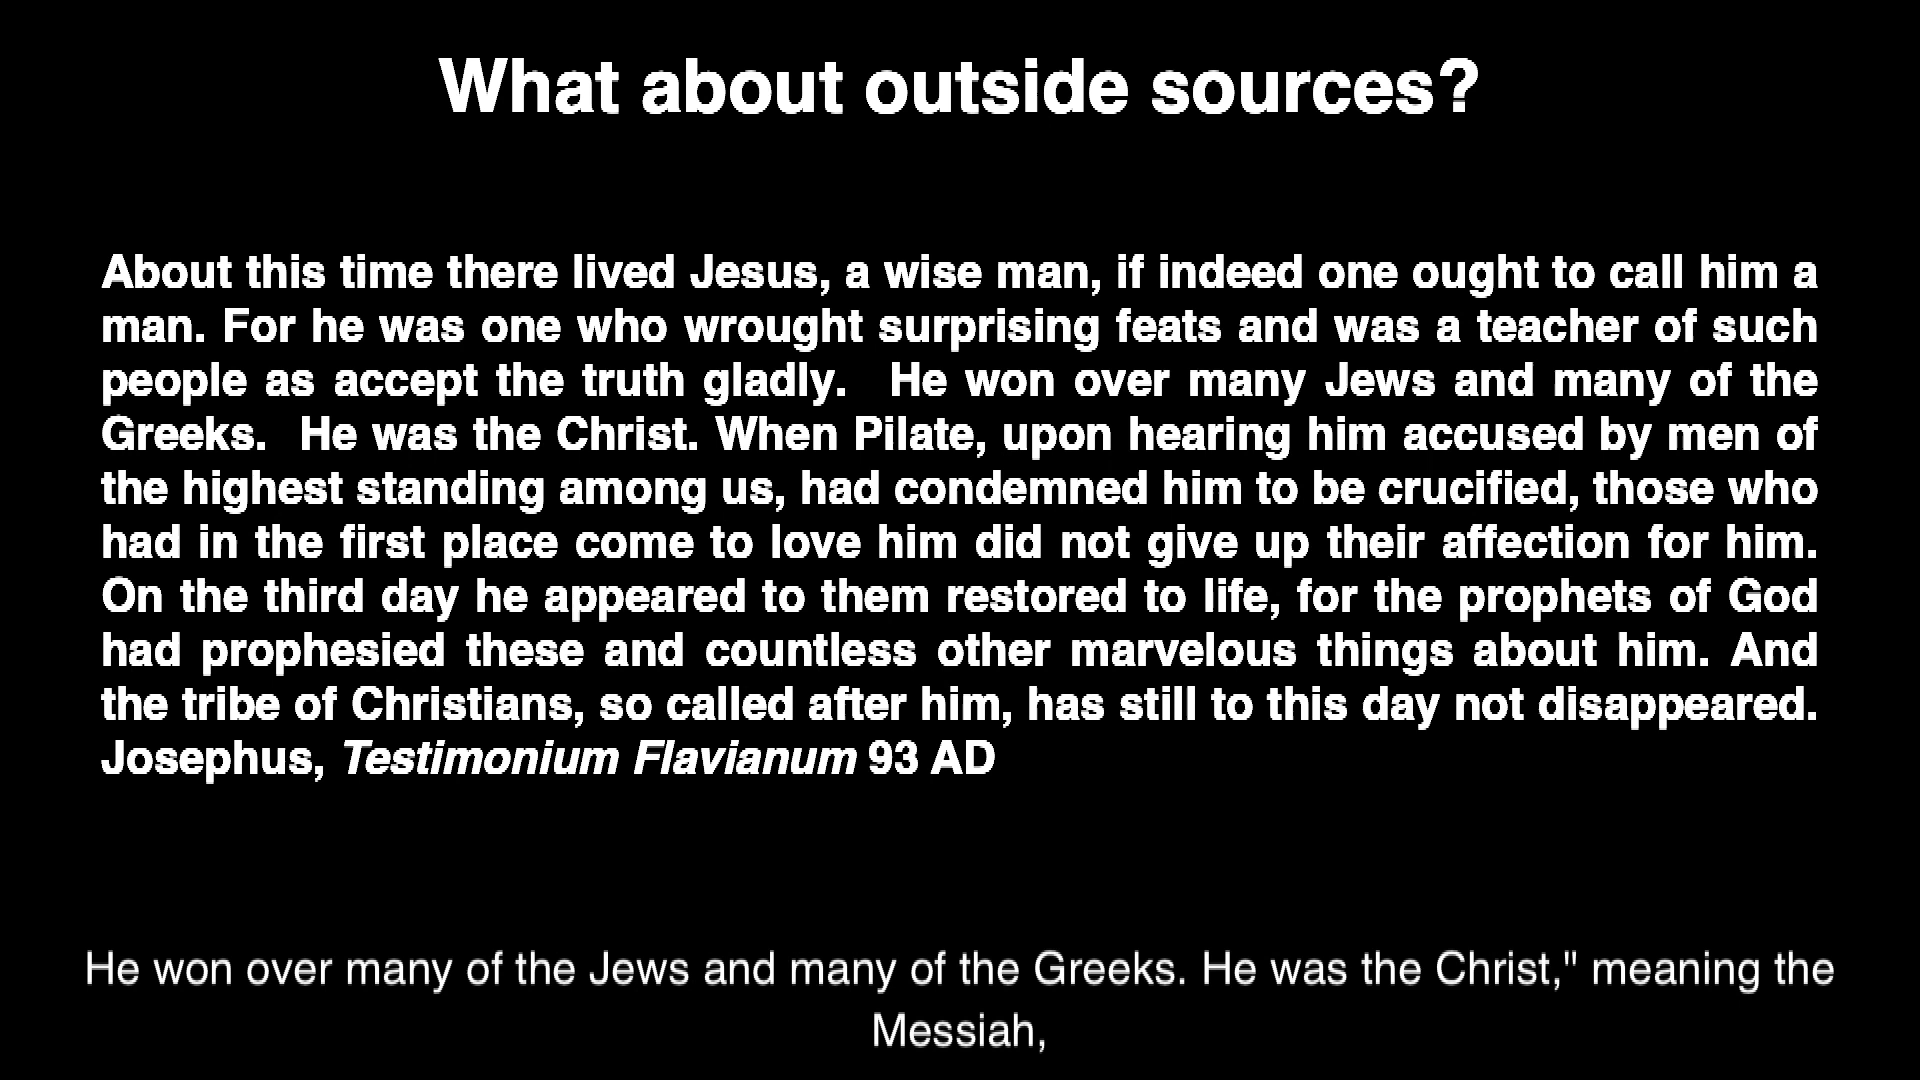 What about outside sources?
About this time there lived Jesus, a wise man, if indeed one ought to call him a
man. For he was one who wrought surprising feats and was a teacher of such
people as accept the truth gladly.  He won over many Jews and many of the
Greeks.  He was the Christ. When Pilate, upon hearing him accused by men of
the highest standing among us, had condemned him to be crucified, those who
had in the first place come to love him did not give up their affection for him.
On the third day he appeared to them restored to life, for the prophets of God
had prophesied these and countless other marvelous things about him. And
the tribe of Christians, so called after him, has still to this day not disappeared.
Josephus, Testimonium Flavianum 93 AD
He won over many of the Jews and many of the Greeks. He was the Christ," meaning the
Messiah,